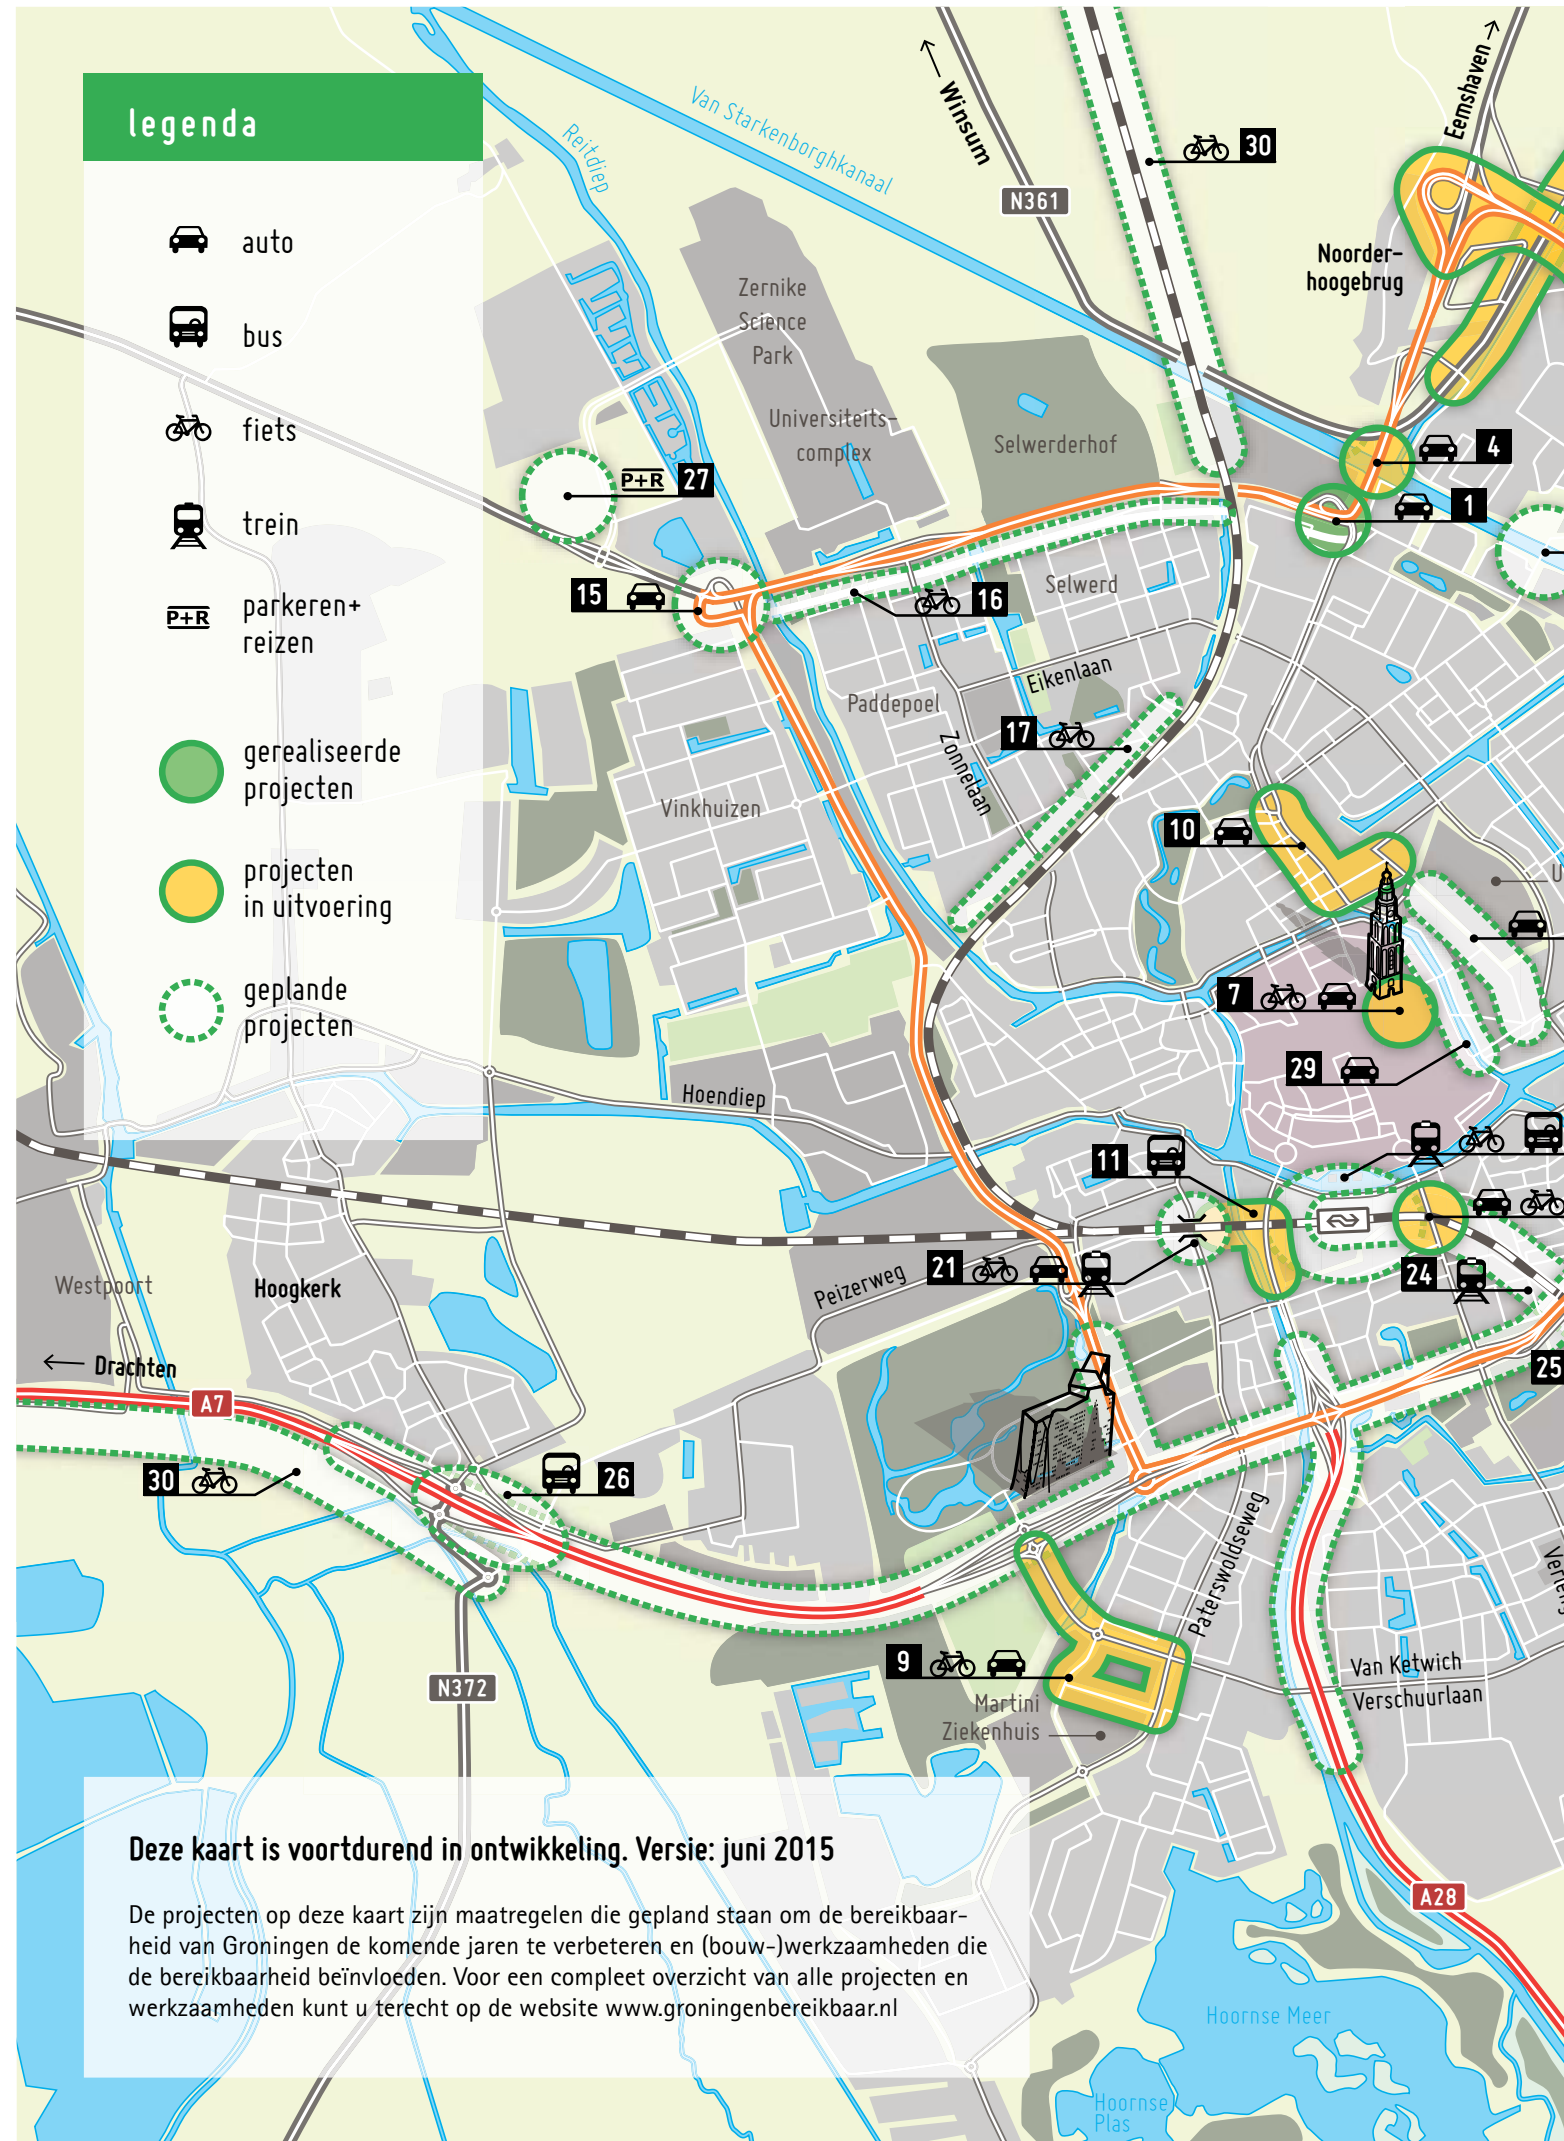 legenda
auto
bus
fiets
trein
P+R
parkeren+
reizen
gerealiseerde
projecten
projecten
in uitvoering
geplande
projecten
Reitdiep
Van Starkenborghkanaal
Winsum
N361
30
Eemshaven
Noorder-
hoogebrug
Zernike
Science
Park
Universiteits-
complex
Selwerderhof
4
1
P+R 27
15
16
Selwerd
Eikenlaan
Paddepoel
Zonnelaan
17
Vinkhuizen
10
7
29
Hoendiep
11
21
24
25
Peizerweg
Westpoort
Hoogkerk
Drachten
A7
30
26
Paterswoldseweg
9
Martini
Ziekenhuis
Van Ketwich
Verschuurlaan
N372
A28
Hoornse Meer
Hoornse
Plas
Deze kaart is voortdurend in ontwikkeling. Versie: juni 2015
De projecten op deze kaart zijn maatregelen die gepland staan om de bereikbaar-
heid van Groningen de komende jaren te verbeteren en (bouw-)werkzaamheden die
de bereikbaarheid beïnvloeden. Voor een compleet overzicht van alle projecten en
werkzaamheden kunt u terecht op de website www.groningenbereikbaar.nl